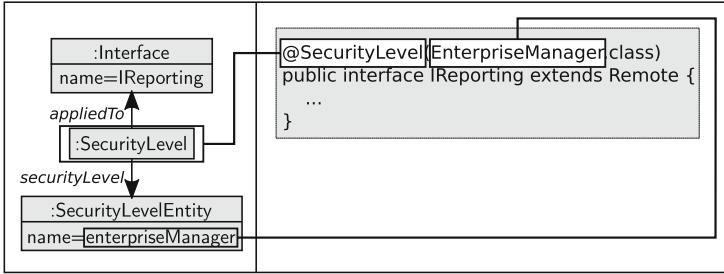 :Interface
name=IReporting
appliedTo
:SecurityLevel
securityLevel
:SecurityLevelEntity
name=enterpriseManager
@SecurityLevel(EnterpriseManager.class)
public interface IReporting extends Remote {
...
}